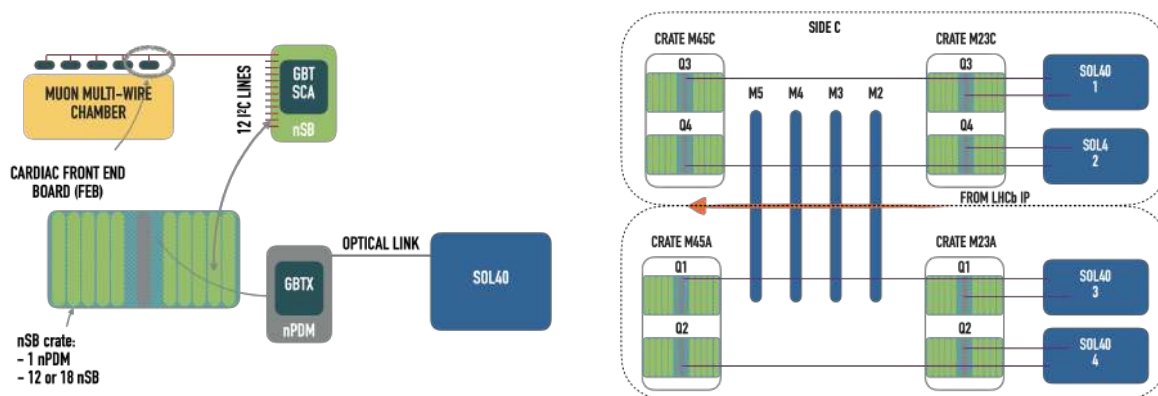 MUON MULTI-WIRE
CHAMBER
12 I²C LINES
GBT
SCA
nSB
CARDIAC FRONT END
BOARD (FEB)
OPTICAL LINK
GBTX
nPDM
SOL40
nSB crate:
- 1 nPDM
- 12 or 18 nSB
SIDE C
CRATE M45C
CRATE M23C
Q3
Q3
SOL40
1
M5
M4
M3
M2
Q4
Q4
SOL4
2
FROM LHCb IP
CRATE M45A
CRATE M23A
Q1
Q1
SOL40
3
Q2
Q2
SOL40
4